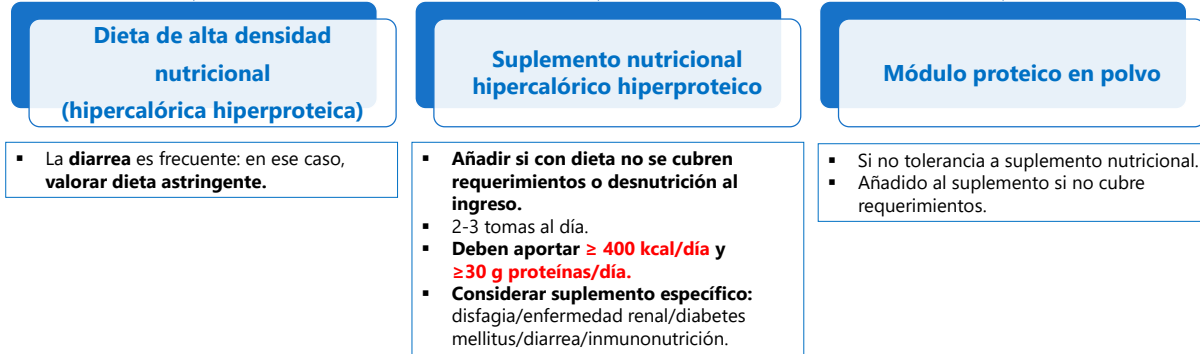 Dieta de alta densidad
nutricional
(hipercalórica hiperproteica)
▪ La diarrea es frecuente: en ese caso,
valorar dieta astringente.
Suplemento nutricional
hipercalórico hiperproteico
▪ Añadir si con dieta no se cubren
requerimientos o desnutrición al
ingreso.
▪ 2-3 tomas al día.
▪ Deben aportar ≥ 400 kcal/día y
≥30 g proteínas/día.
▪ Considerar suplemento específico:
disfagia/enfermedad renal/diabetes
mellitus/diarrea/inmunonutrición.
Módulo proteico en polvo
▪ Si no tolerancia a suplemento nutricional.
▪ Añadido al suplemento si no cubre
requerimientos.